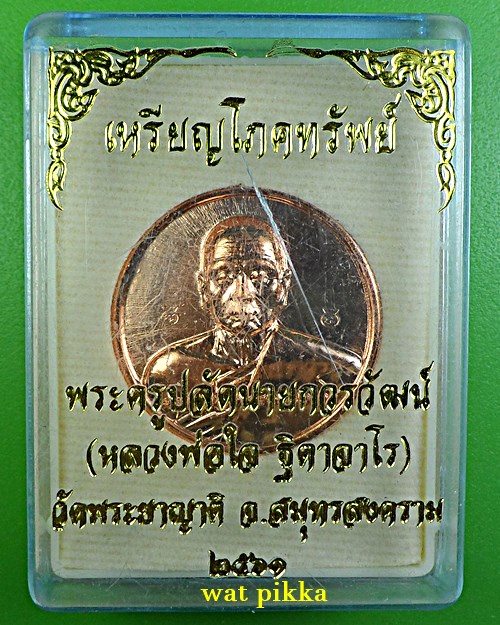 เหรียญโภคทรัพย์
พระครูปลัดนายกวรวัฒน์
(หลวงพ่อใจ ฐิตาจาโร)
วัดพระยาญาติ จ.สมุทรสงคราม
๒๕๖๑
wat pikka